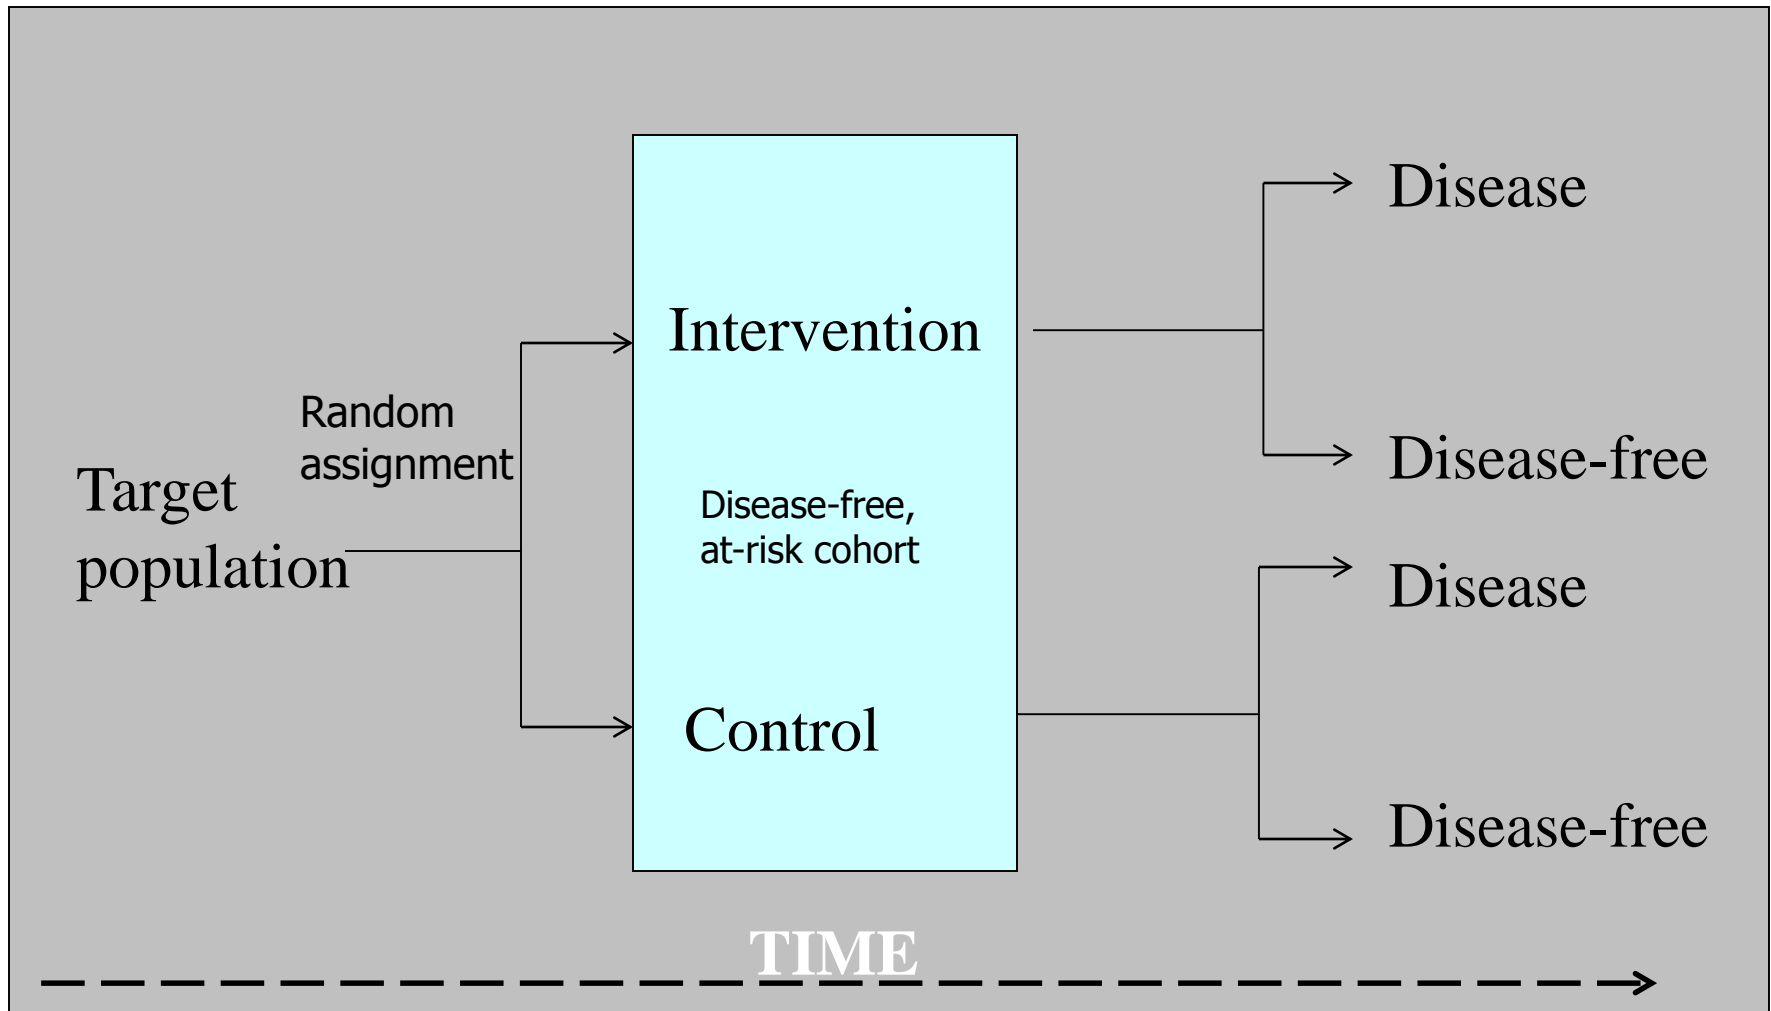 Target
population
Random
assignment
Intervention
Disease-free,
at-risk cohort
Control
Disease
Disease-free
Disease
Disease-free
TIME